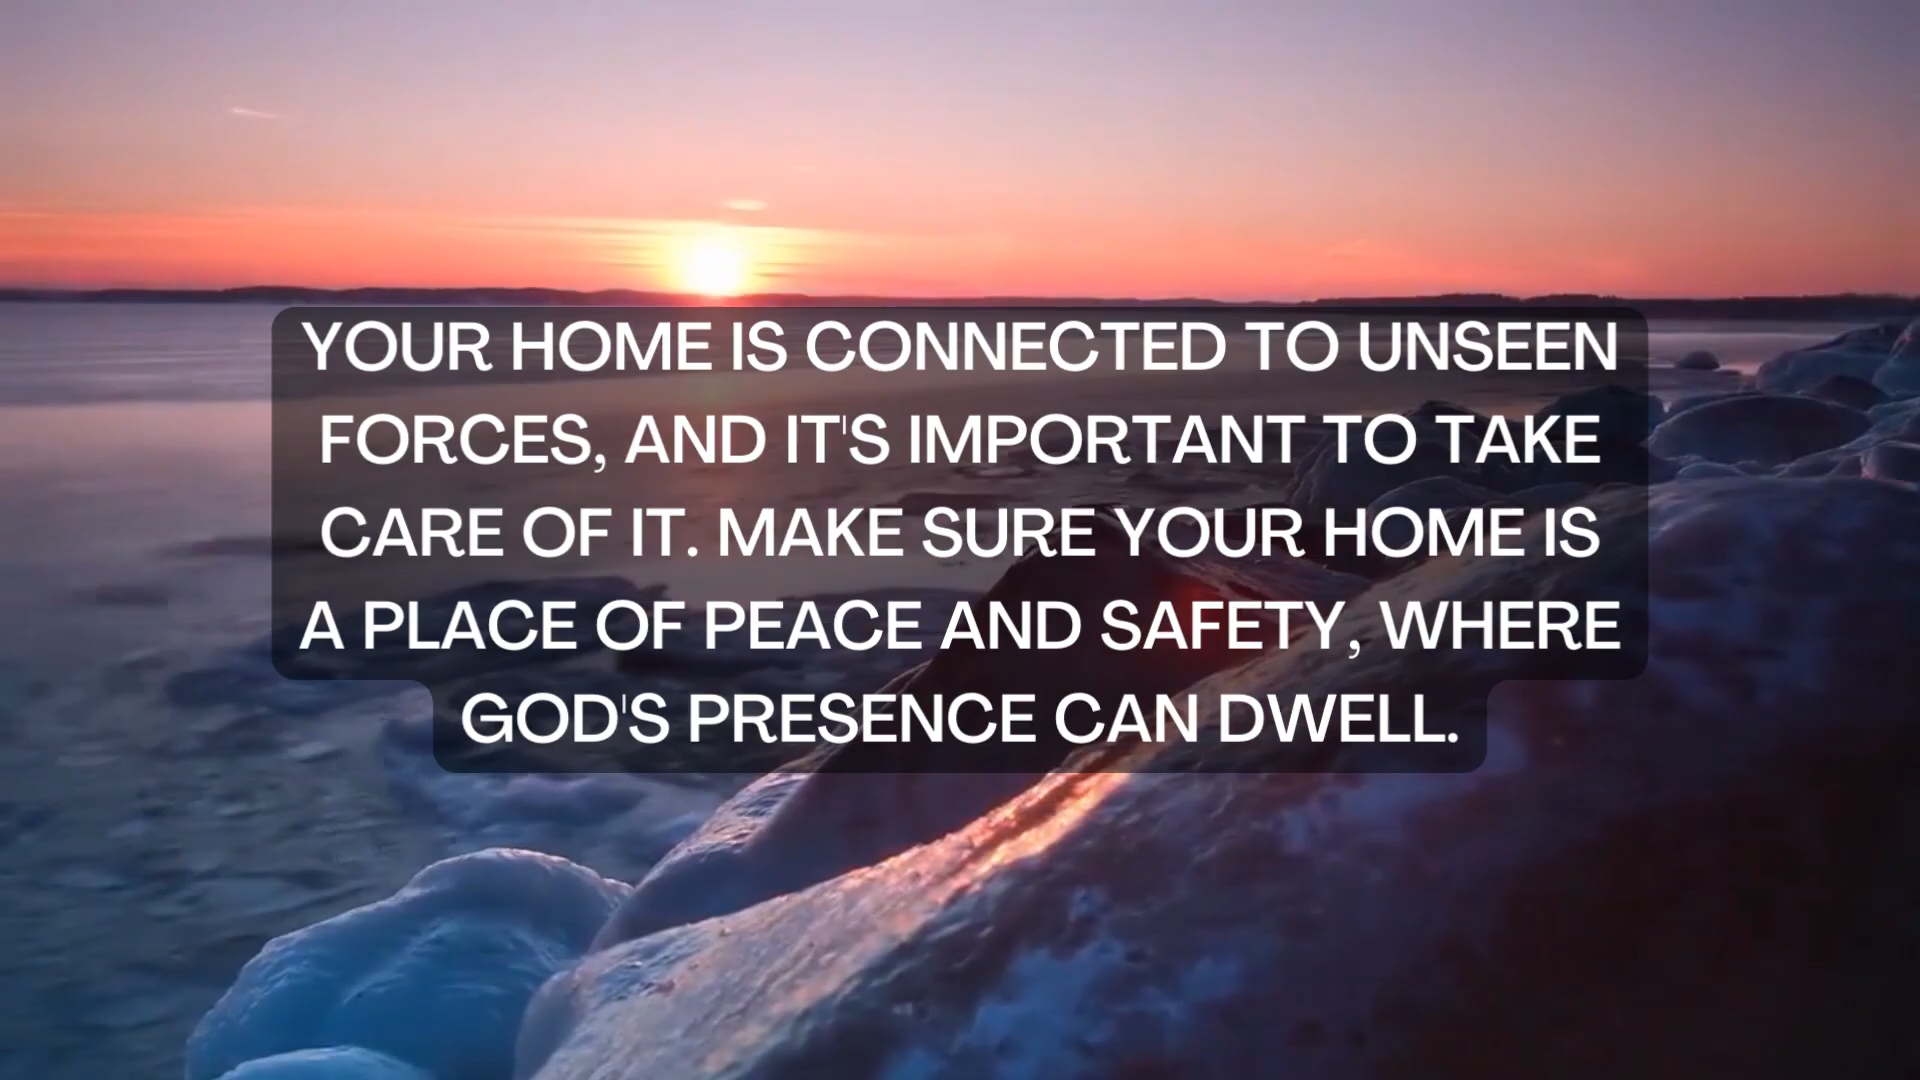 YOUR HOME IS CONNECTED TO UNSEEN
FORCES, AND IT'S IMPORTANT TO TAKE
CARE OF IT. MAKE SURE YOUR HOME IS
A PLACE OF PEACE AND SAFETY, WHERE
GOD'S PRESENCE CAN DWELL.